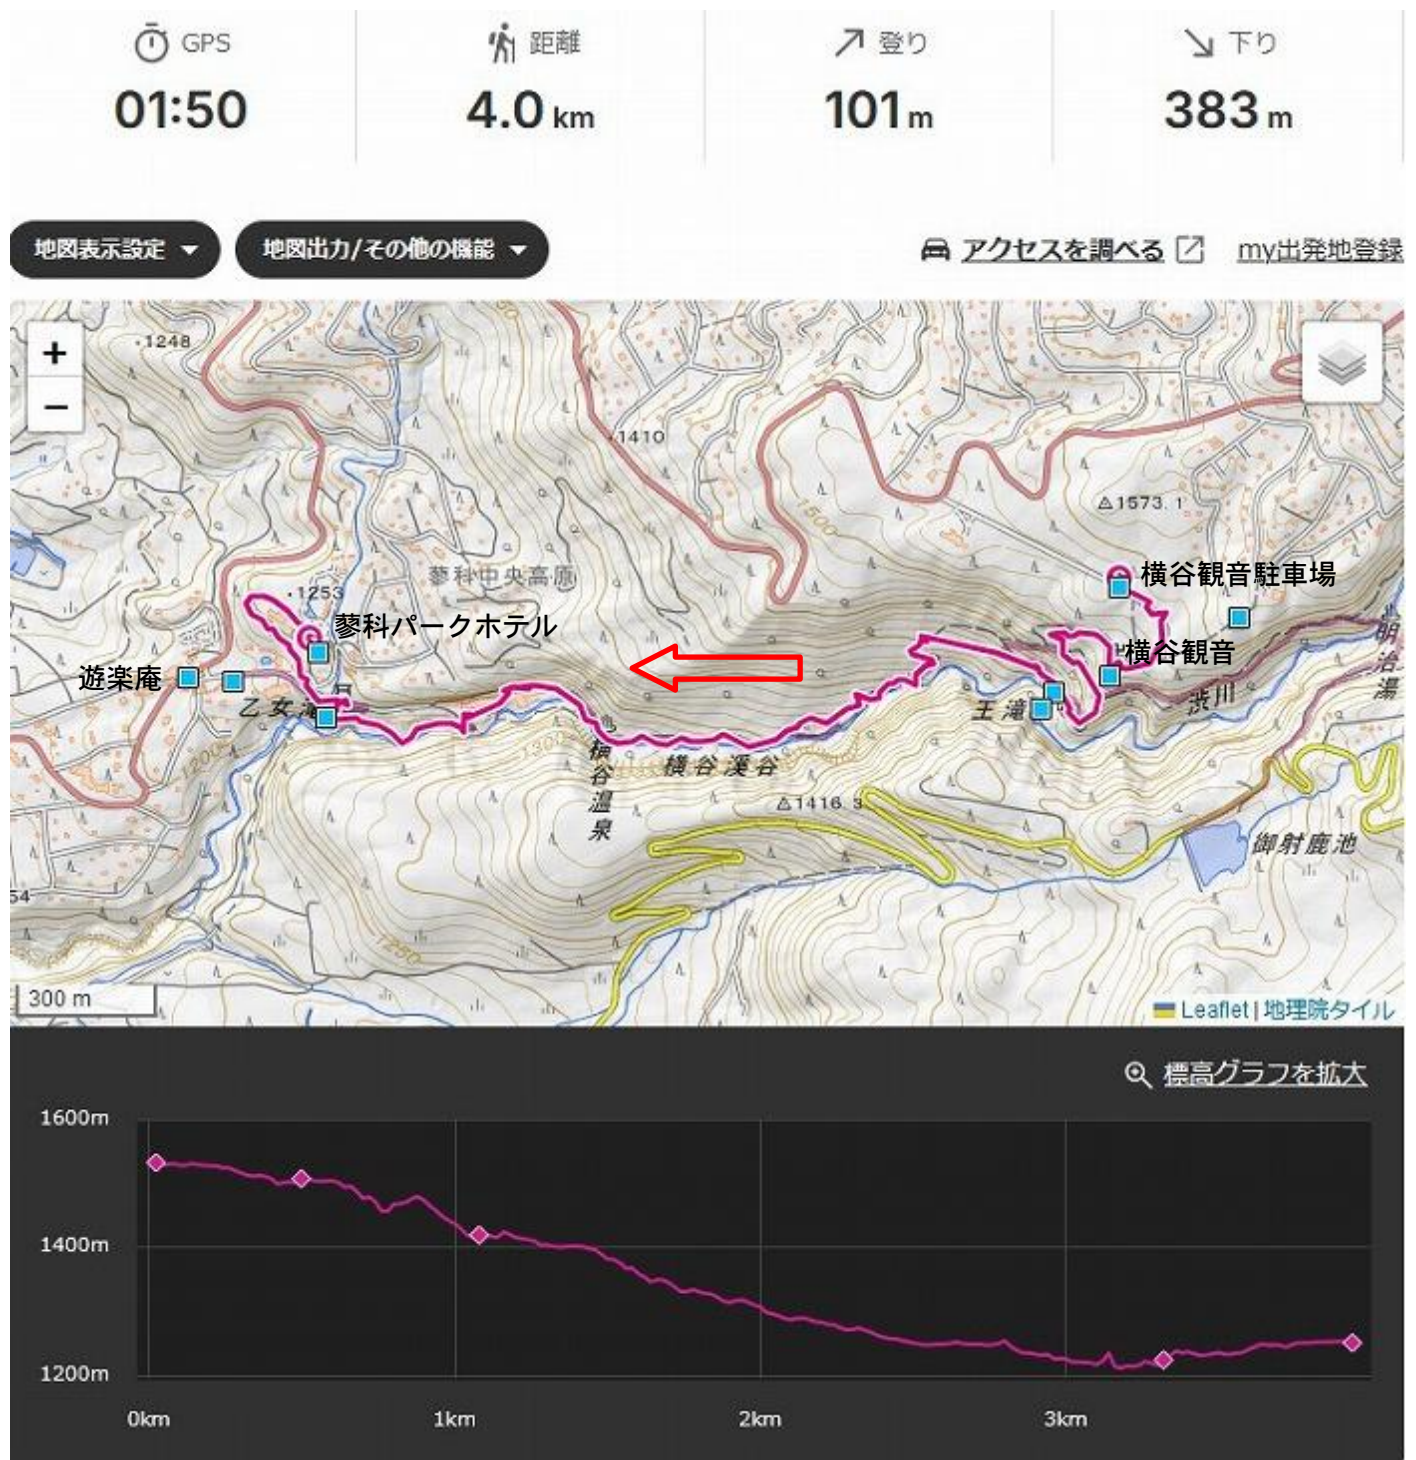 GPS
距離
登り
下り
01:50
4.0 km
101 m
383 m
地図表示設定
地図出力/その他の機能
アクセスを調べる
my出発地登録
+
−
1248
1410
1573.1
1500
蓼科中央高原
1253
蓼科パークホテル
横谷観音駐車場
横谷観音
遊楽庵
乙女滝
王滝
渋川
明治湯
1200
1300
横谷温泉
横谷渓谷
1416.3
御射鹿池
54
1250
300 m
Leaflet | 地理院タイル
標高グラフを拡大
1600m
1400m
1200m
0km
1km
2km
3km